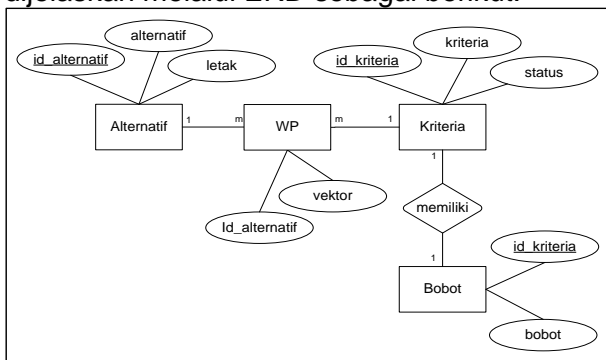 dijelaskan melalui ERD sebagai berikut:
alternatif
id_alternatif
letak
kriteria
id_kriteria
status
Alternatif
1
m
WP
m
1
Kriteria
vektor
Id_alternatif
1
memiliki
1
id_kriteria
Bobot
bobot